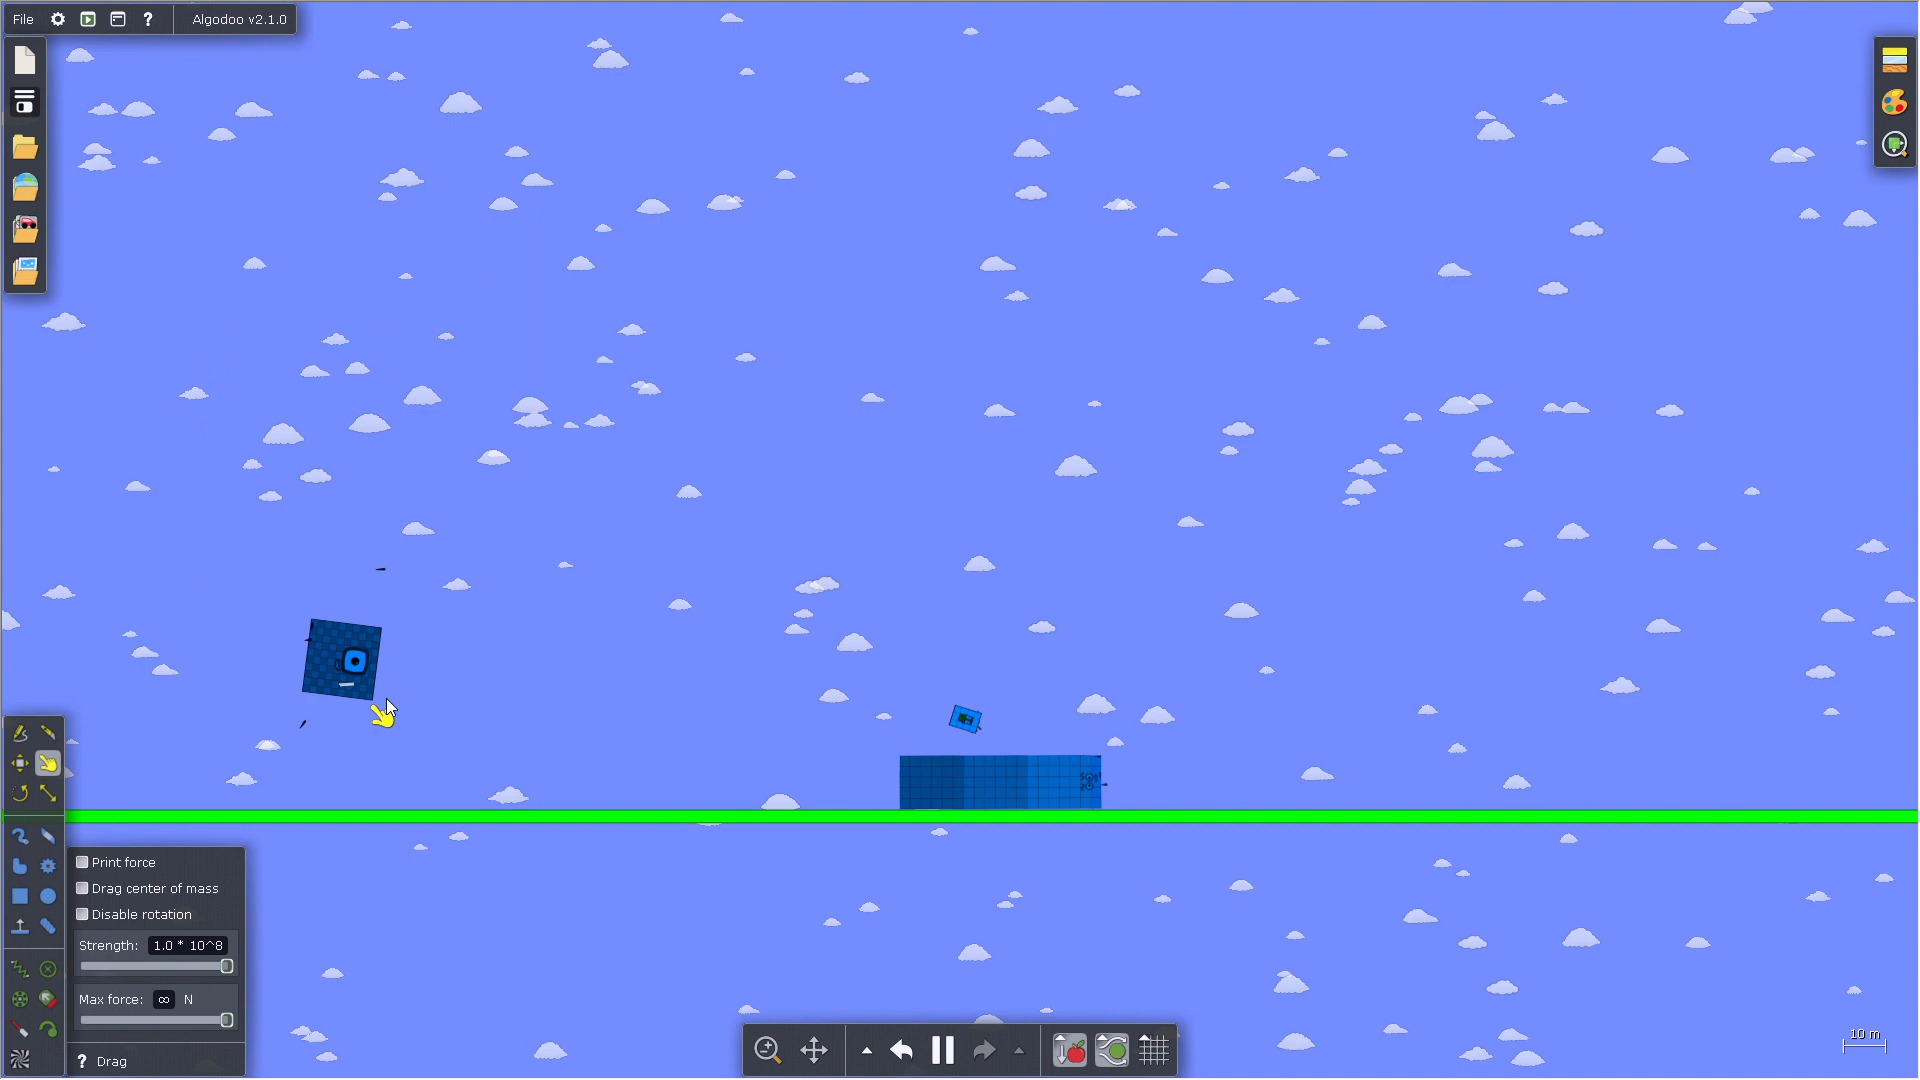 File ? Algodoo v2.1.0
Print force
Drag center of mass
Disable rotation
Strength: 1.0 * 10^8
Max force: ∞ N
? Drag
10 m